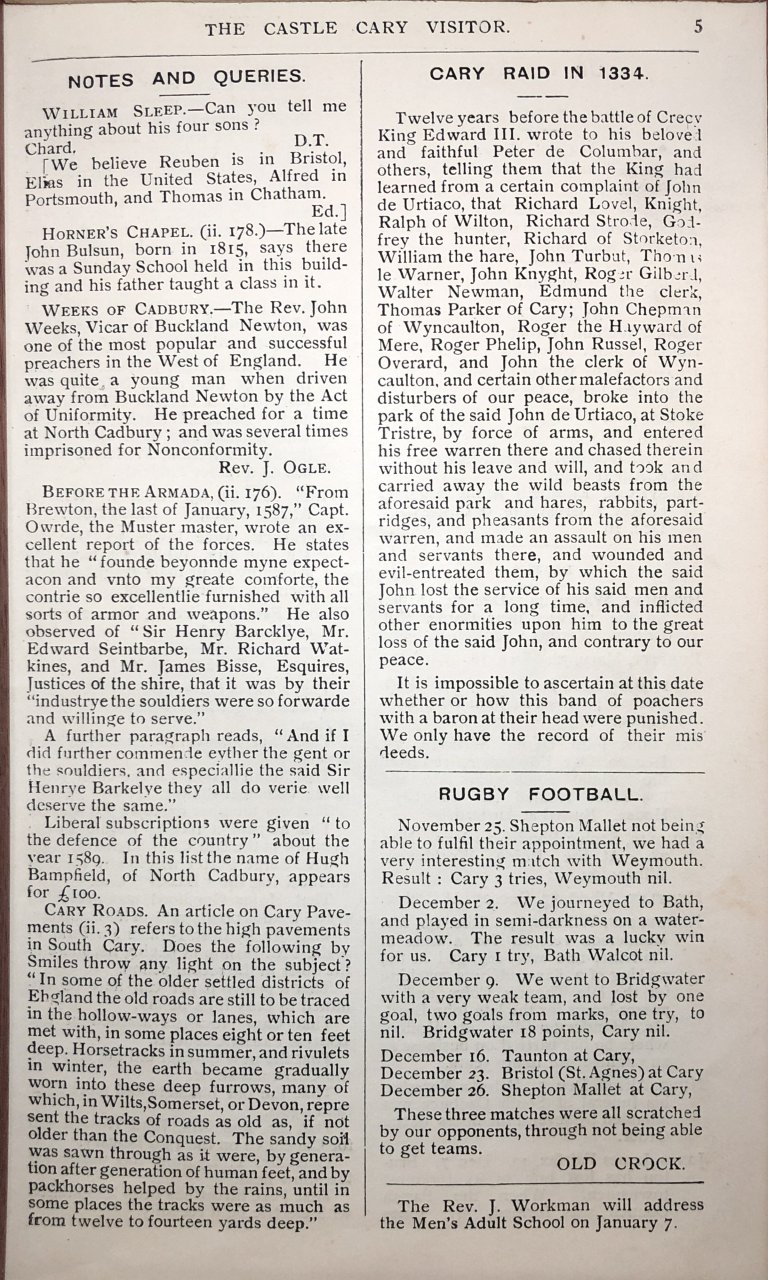 THE CASTLE CARY VISITOR. 5
NOTES AND QUERIES.
WILLIAM SLEEP.—Can you tell me
anything about his four sons ?
Chard. D.T.
[We believe Reuben is in Bristol,
Elias in the United States, Alfred in
Portsmouth, and Thomas in Chatham.
Ed.]
HORNER'S CHAPEL. (ii. 178.)—The late
John Bulsun, born in 1815, says there
was a Sunday School held in this build-
ing and his father taught a class in it.
WEEKS OF CADBURY.—The Rev. John
Weeks, Vicar of Buckland Newton, was
one of the most popular and successful
preachers in the West of England. He
was quite a young man when driven
away from Buckland Newton by the Act
of Uniformity. He preached for a time
at North Cadbury ; and was several times
imprisoned for Nonconformity.
Rev. J. OGLE.
BEFORE THE ARMADA, (ii. 176). "From
Brewton, the last of January, 1587," Capt.
Owrde, the Muster master, wrote an ex-
cellent report of the forces. He states
that he "founde beyonnde myne expect-
acon and vnto my greate comforte, the
contrie so excellentlie furnished with all
sorts of armor and weapons." He also
observed of "Sir Henry Barcklye, Mr.
Edward Seintbarbe, Mr. Richard Wat-
kines, and Mr. James Bisse, Esquires,
Justices of the shire, that it was by their
"industrye the souldiers were so forwarde
and willinge to serve."
A further paragraph reads, "And if I
did further commende eyther the gent or
the souldiers, and especiallie the said Sir
Henrye Barkelye they all do verie well
deserve the same."
Liberal subscriptions were given "to
the defence of the country" about the
year 1589. In this list the name of Hugh
Bampfield, of North Cadbury, appears
for £100.
CARY ROADS. An article on Cary Pave-
ments (ii. 3) refers to the high pavements
in South Cary. Does the following by
Smiles throw any light on the subject ?
"In some of the older settled districts of
England the old roads are still to be traced
in the hollow-ways or lanes, which are
met with, in some places eight or ten feet
deep. Horsetracks in summer, and rivulets
in winter, the earth became gradually
worn into these deep furrows, many of
which, in Wilts, Somerset, or Devon, repre
sent the tracks of roads as old as, if not
older than the Conquest. The sandy soil
was sawn through as it were, by genera-
tion after generation of human feet, and by
packhorses helped by the rains, until in
some places the tracks were as much as
from twelve to fourteen yards deep."
CARY RAID IN 1334.
Twelve years before the battle of Crecy
King Edward III. wrote to his beloved
and faithful Peter de Columbar, and
others, telling them that the King had
learned from a certain complaint of John
de Urtiaco, that Richard Lovel, Knight,
Ralph of Wilton, Richard Strode, God-
frey the hunter, Richard of Storketon,
William the hare, John Turbut, Thomas
le Warner, John Knyght, Roger Gilberd,
Walter Newman, Edmund the clerk,
Thomas Parker of Cary; John Chepman
of Wyncaulton, Roger the Hayward of
Mere, Roger Phelip, John Russel, Roger
Overard, and John the clerk of Wyn-
caulton, and certain other malefactors and
disturbers of our peace, broke into the
park of the said John de Urtiaco, at Stoke
Tristre, by force of arms, and entered
his free warren there and chased therein
without his leave and will, and took and
carried away the wild beasts from the
aforesaid park and hares, rabbits, part-
ridges, and pheasants from the aforesaid
warren, and made an assault on his men
and servants there, and wounded and
evil-entreated them, by which the said
John lost the service of his said men and
servants for a long time, and inflicted
other enormities upon him to the great
loss of the said John, and contrary to our
peace.
It is impossible to ascertain at this date
whether or how this band of poachers
with a baron at their head were punished.
We only have the record of their mis
deeds.
RUGBY FOOTBALL.
November 25. Shepton Mallet not being
able to fulfil their appointment, we had a
very interesting match with Weymouth.
Result : Cary 3 tries, Weymouth nil.
December 2. We journeyed to Bath,
and played in semi-darkness on a water-
meadow. The result was a lucky win
for us. Cary 1 try, Bath Walcot nil.
December 9. We went to Bridgwater
with a very weak team, and lost by one
goal, two goals from marks, one try, to
nil. Bridgwater 18 points, Cary nil.
December 16. Taunton at Cary,
December 23. Bristol (St. Agnes) at Cary
December 26. Shepton Mallet at Cary,
These three matches were all scratched
by our opponents, through not being able
to get teams.
OLD CROCK.
The Rev. J. Workman will address
the Men's Adult School on January 7.